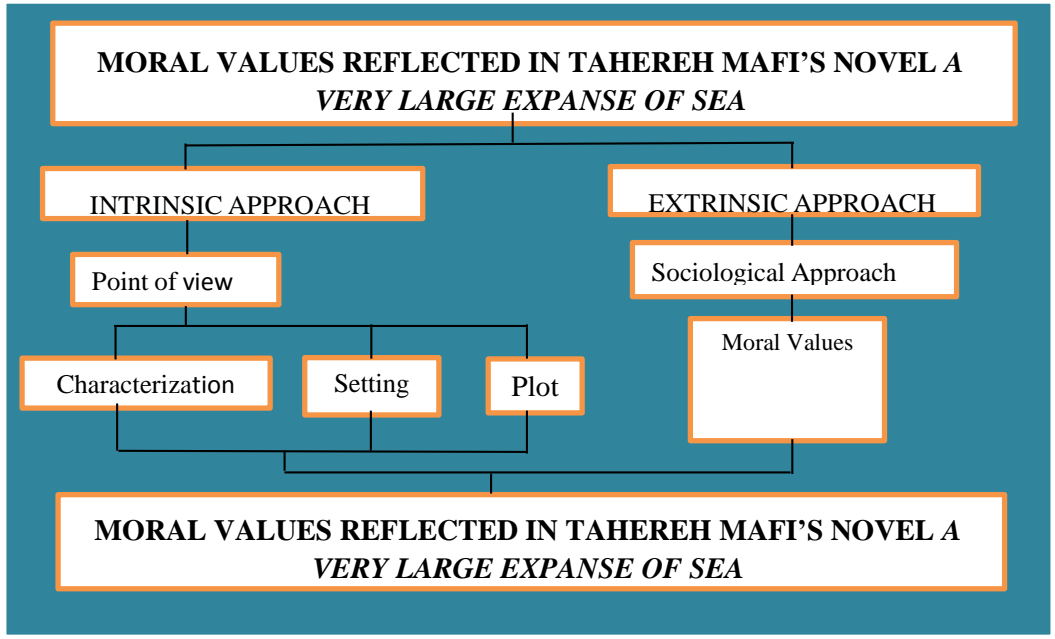 MORAL VALUES REFLECTED IN TAHEREH MAFI’S NOVEL A
VERY LARGE EXPANSE OF SEA
INTRINSIC APPROACH
EXTRINSIC APPROACH
Point of view
Sociological Approach
Characterization
Setting
Plot
Moral Values
MORAL VALUES REFLECTED IN TAHEREH MAFI’S NOVEL A
VERY LARGE EXPANSE OF SEA